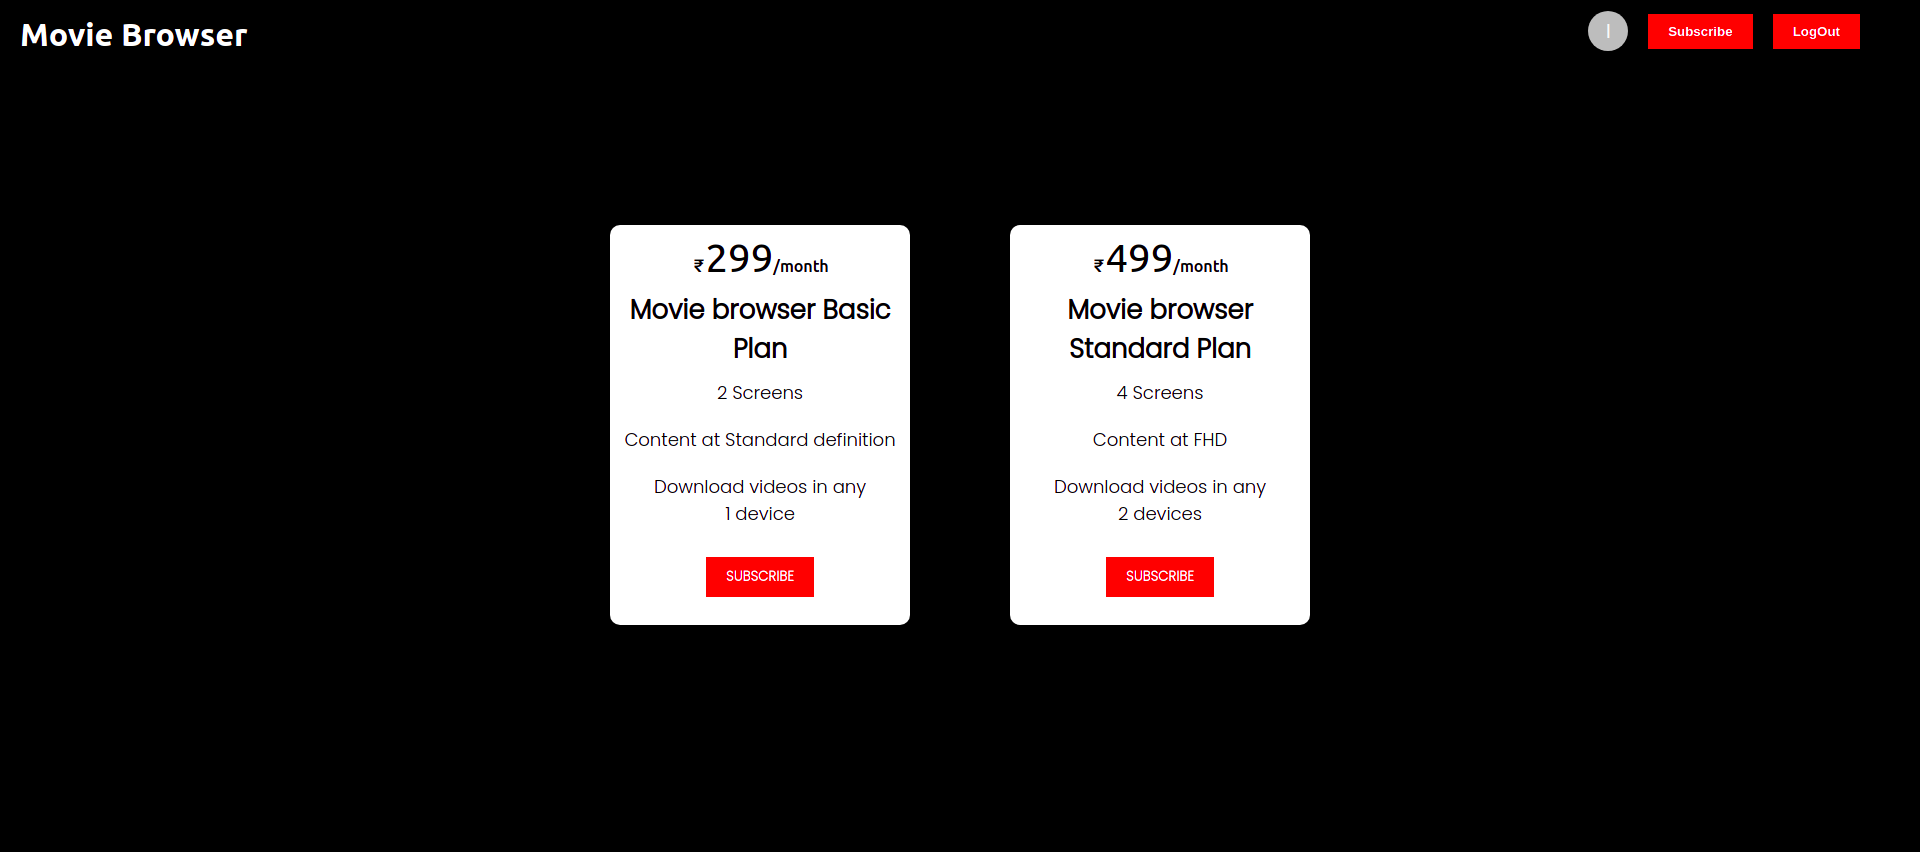 Movie Browser
I
Subscribe
LogOut
₹299/month
Movie browser Basic
Plan
2 Screens
Content at Standard definition
Download videos in any
1 device
SUBSCRIBE
₹499/month
Movie browser
Standard Plan
4 Screens
Content at FHD
Download videos in any
2 devices
SUBSCRIBE